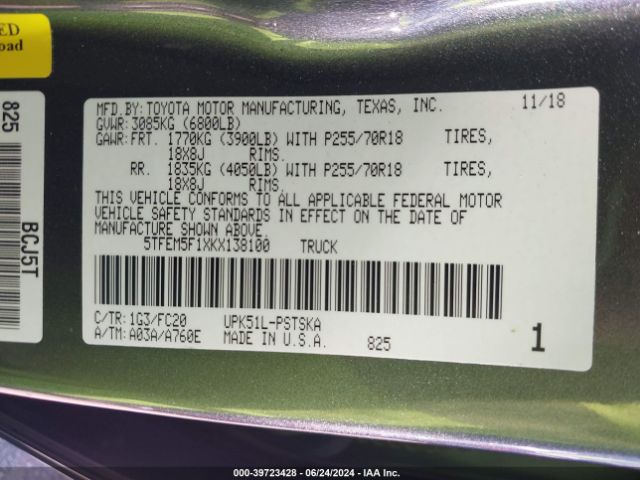 ED
oad
825
BCJ5T
MFD.BY: TOYOTA MOTOR MANUFACTURING, TEXAS, INC. 11/18
GVWR: 3085KG (6800LB)
GAWR: FRT. 1770KG (3900LB) WITH P255/70R18 TIRES,
18X8J RIMS.
RR. 1835KG (4050LB) WITH P255/70R18 TIRES,
18X8J RIMS.
THIS VEHICLE CONFORMS TO ALL APPLICABLE FEDERAL MOTOR
VEHICLE SAFETY STANDARDS IN EFFECT ON THE DATE OF
MANUFACTURE SHOWN ABOVE.
5TFEM5F1XKX138100 TRUCK
C/TR: 1G3/FC20 UPK51L-PSTSKA
A/TM: A03A/A760E MADE IN U.S.A. 825 1
000-39723428 - 06/24/2024 - IAA Inc.